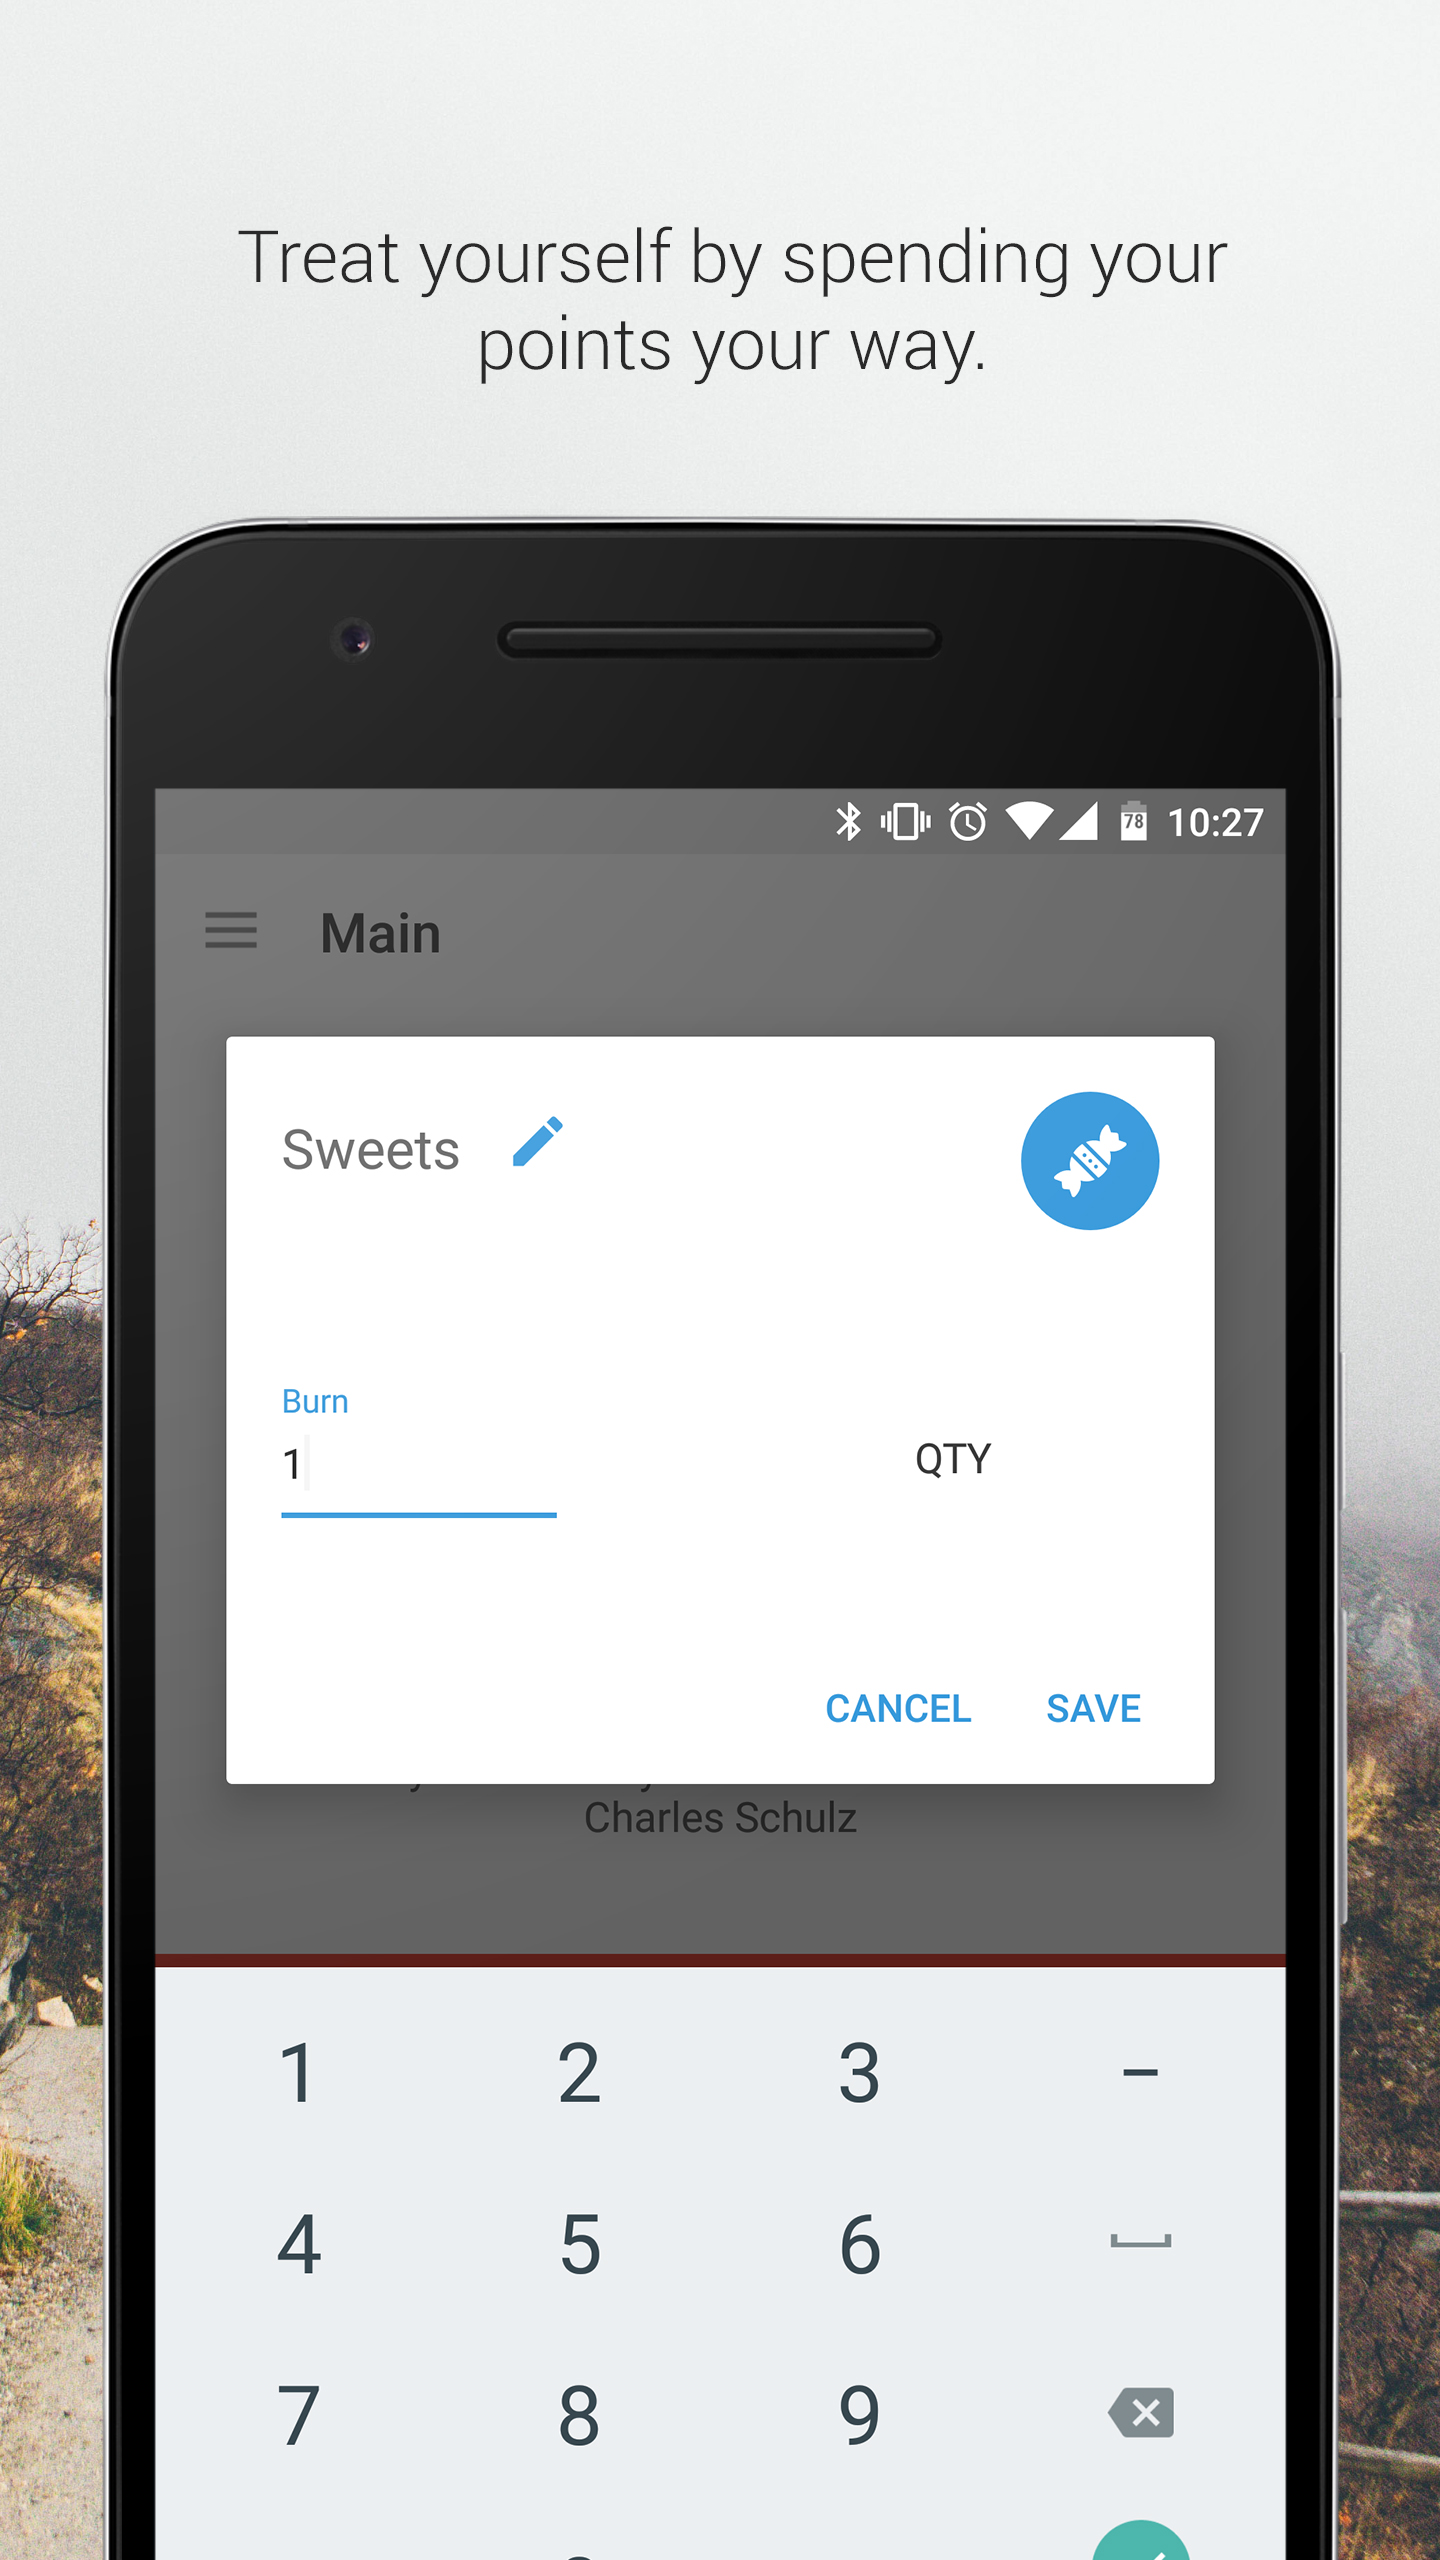 Treat yourself by spending your
points your way.
78 10:27
Main
Sweets
Burn
1
QTY
CANCEL SAVE
Charles Schulz
1 2 3 –
4 5 6
7 8 9